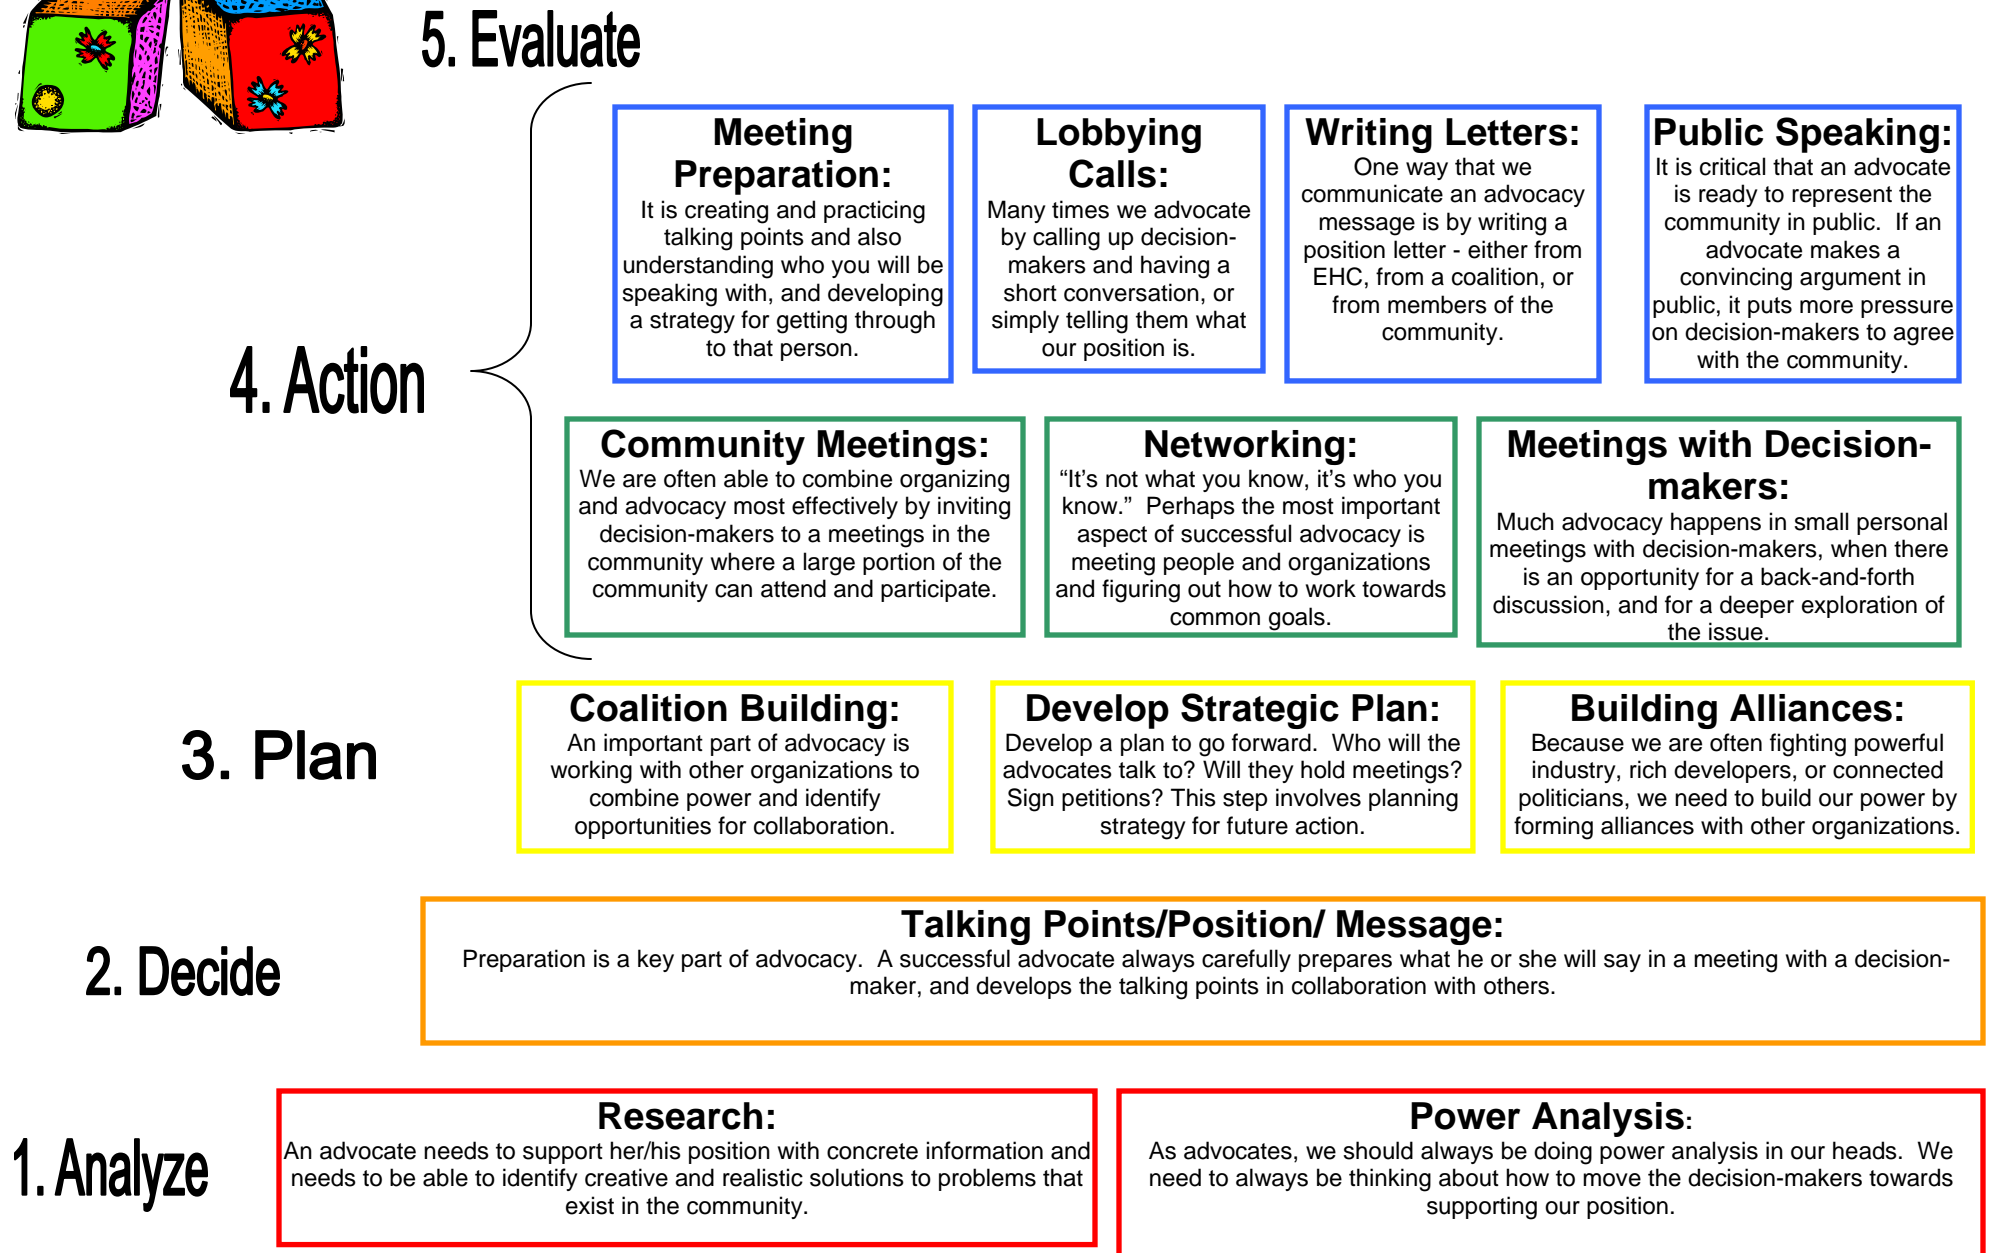 5. Evaluate
4. Action
Meeting
Preparation:
It is creating and practicing
talking points and also
understanding who you will be
speaking with, and developing
a strategy for getting through
to that person.
Lobbying
Calls:
Many times we advocate
by calling up decision-
makers and having a
short conversation, or
simply telling them what
our position is.
Writing Letters:
One way that we
communicate an advocacy
message is by writing a
position letter - either from
EHC, from a coalition, or
from members of the
community.
Public Speaking:
It is critical that an advocate
is ready to represent the
community in public.  If an
advocate makes a
convincing argument in
public, it puts more pressure
on decision-makers to agree
with the community.
Community Meetings:
We are often able to combine organizing
and advocacy most effectively by inviting
decision-makers to a meetings in the
community where a large portion of the
community can attend and participate.
Networking:
“It’s not what you know, it’s who you
know.”  Perhaps the most important
aspect of successful advocacy is
meeting people and organizations
and figuring out how to work towards
common goals.
Meetings with Decision-
makers:
Much advocacy happens in small personal
meetings with decision-makers, when there
is an opportunity for a back-and-forth
discussion, and for a deeper exploration of
the issue.
3. Plan
Coalition Building:
An important part of advocacy is
working with other organizations to
combine power and identify
opportunities for collaboration.
Develop Strategic Plan:
Develop a plan to go forward.  Who will the
advocates talk to? Will they hold meetings?
Sign petitions? This step involves planning
strategy for future action.
Building Alliances:
Because we are often fighting powerful
industry, rich developers, or connected
politicians, we need to build our power by
forming alliances with other organizations.
2. Decide
Talking Points/Position/ Message:
Preparation is a key part of advocacy.  A successful advocate always carefully prepares what he or she will say in a meeting with a decision-
maker, and develops the talking points in collaboration with others.
1. Analyze
Research:
An advocate needs to support her/his position with concrete information and
needs to be able to identify creative and realistic solutions to problems that
exist in the community.
Power Analysis:
As advocates, we should always be doing power analysis in our heads.  We
need to always be thinking about how to move the decision-makers towards
supporting our position.